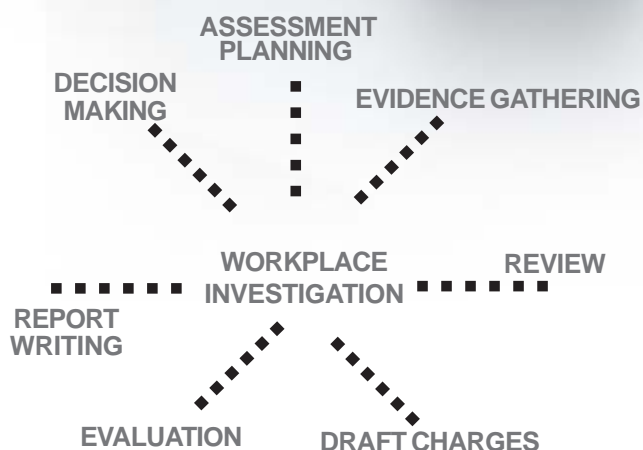 ASSESSMENT
PLANNING
DECISION
MAKING
EVIDENCE GATHERING
WORKPLACE
INVESTIGATION
REVIEW
REPORT
WRITING
EVALUATION
DRAFT CHARGES